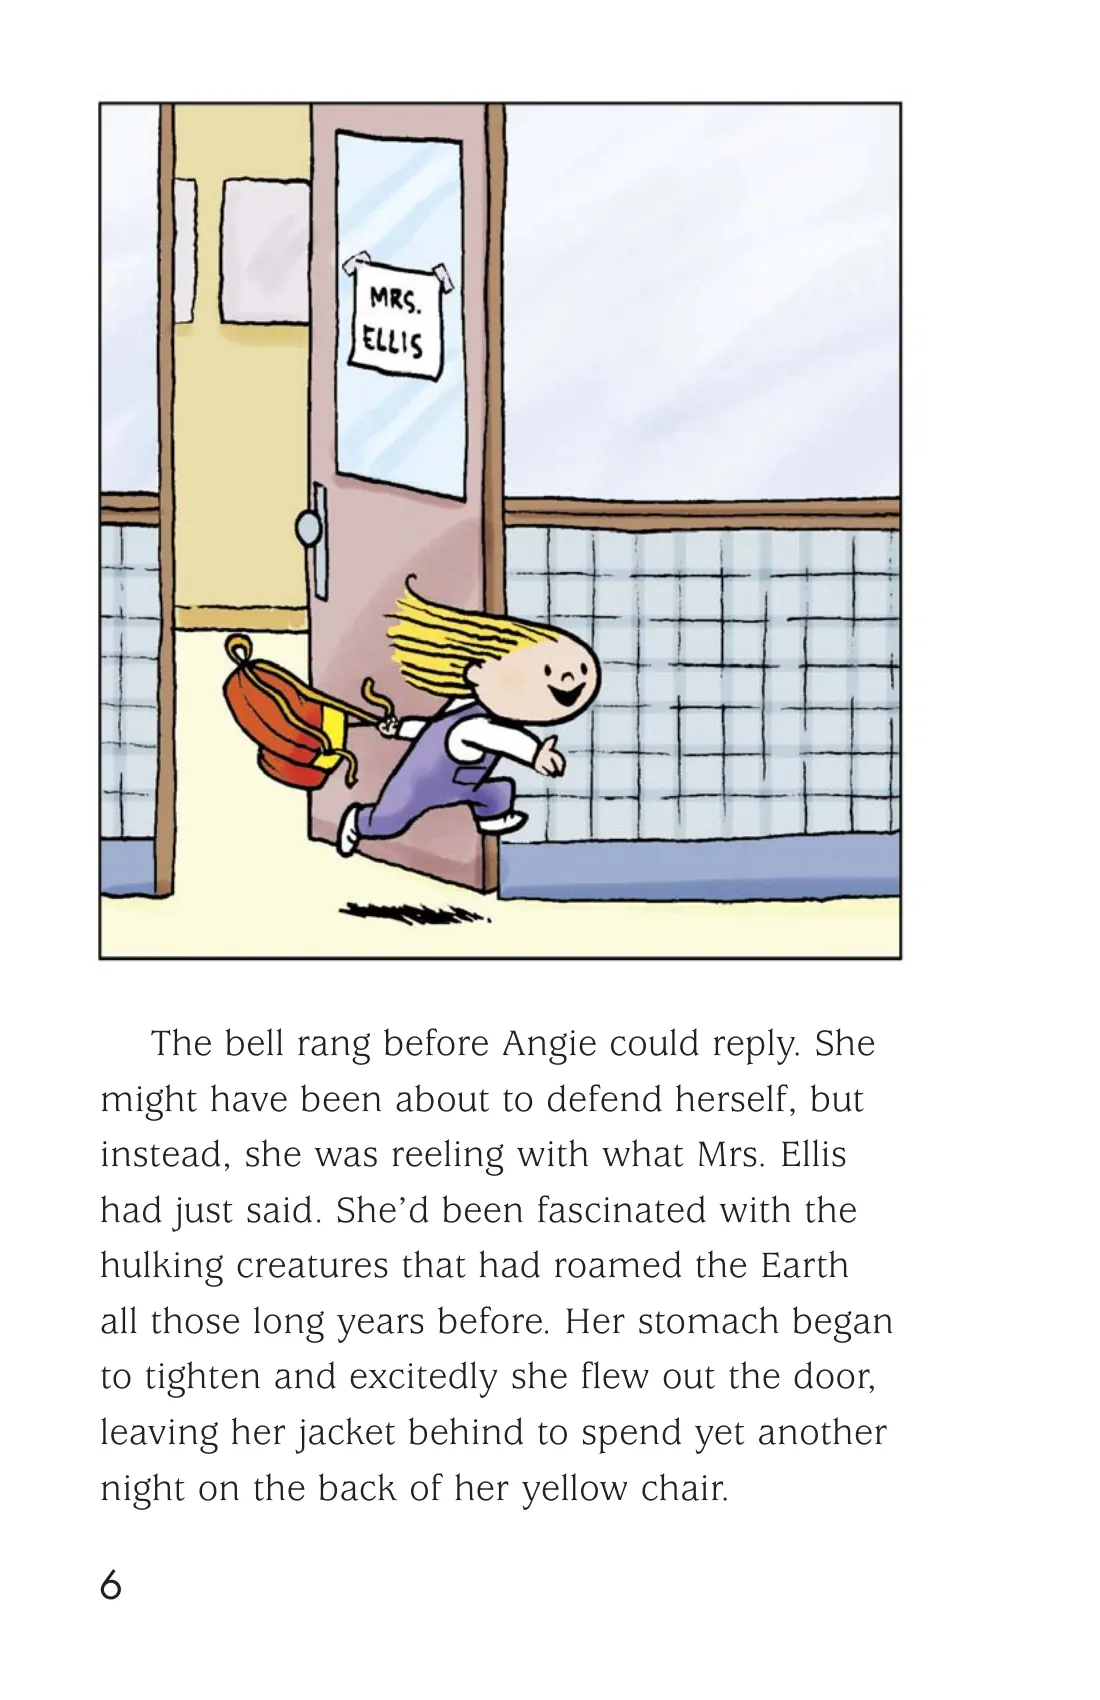 MRS.
ELLIS
The bell rang before Angie could reply. She
might have been about to defend herself, but
instead, she was reeling with what Mrs. Ellis
had just said. She’d been fascinated with the
hulking creatures that had roamed the Earth
all those long years before. Her stomach began
to tighten and excitedly she flew out the door,
leaving her jacket behind to spend yet another
night on the back of her yellow chair.
6